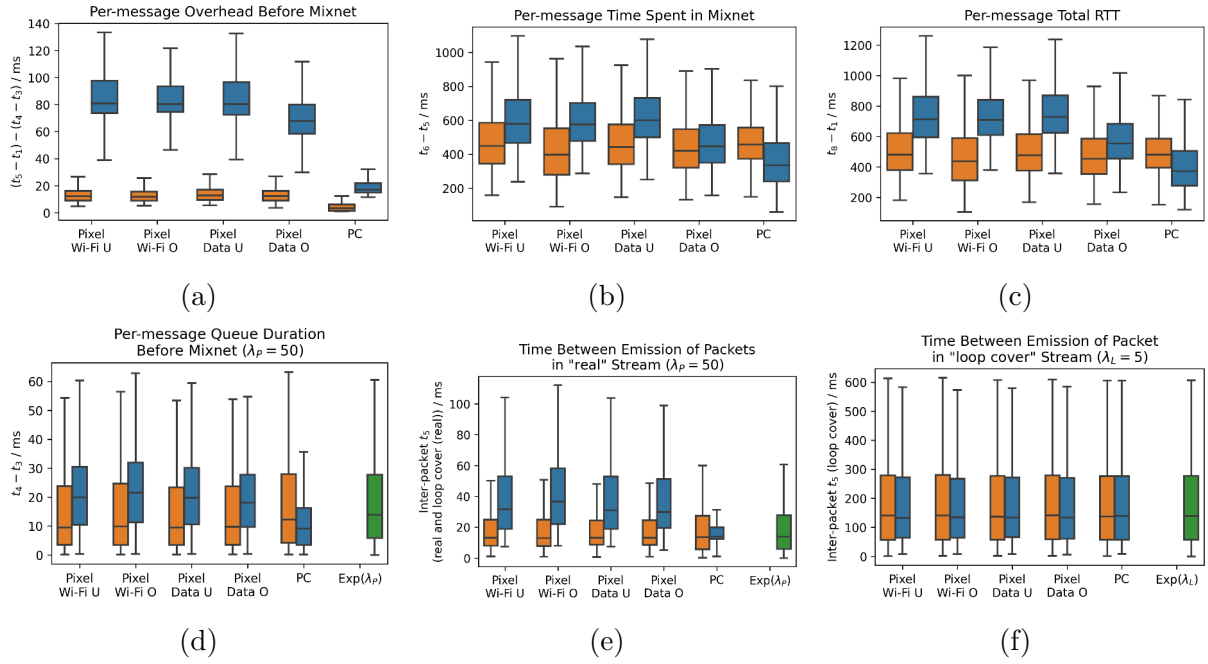 Per-message Overhead Before Mixnet
(t5 − t1) − (t4 − t3) / ms
140
120
100
80
60
40
20
0
Pixel Wi-Fi U
Pixel Wi-Fi O
Pixel Data U
Pixel Data O
PC
(a)
Per-message Time Spent in Mixnet
t6 − t5 / ms
1000
800
600
400
200
Pixel Wi-Fi U
Pixel Wi-Fi O
Pixel Data U
Pixel Data O
PC
(b)
Per-message Total RTT
t8 − t1 / ms
1200
1000
800
600
400
200
Pixel Wi-Fi U
Pixel Wi-Fi O
Pixel Data U
Pixel Data O
PC
(c)
Per-message Queue Duration
Before Mixnet (λP = 50)
t4 − t3 / ms
60
50
40
30
20
10
0
Pixel Wi-Fi U
Pixel Wi-Fi O
Pixel Data U
Pixel Data O
PC
Exp(λP)
(d)
Time Between Emission of Packets
in "real" Stream (λP = 50)
Inter-packet t5
(real and loop cover (real)) / ms
100
80
60
40
20
0
Pixel Wi-Fi U
Pixel Wi-Fi O
Pixel Data U
Pixel Data O
PC
Exp(λP)
(e)
Time Between Emission of Packet
in "loop cover" Stream (λL = 5)
Inter-packet t5 (loop cover) / ms
600
500
400
300
200
100
0
Pixel Wi-Fi U
Pixel Wi-Fi O
Pixel Data U
Pixel Data O
PC
Exp(λL)
(f)